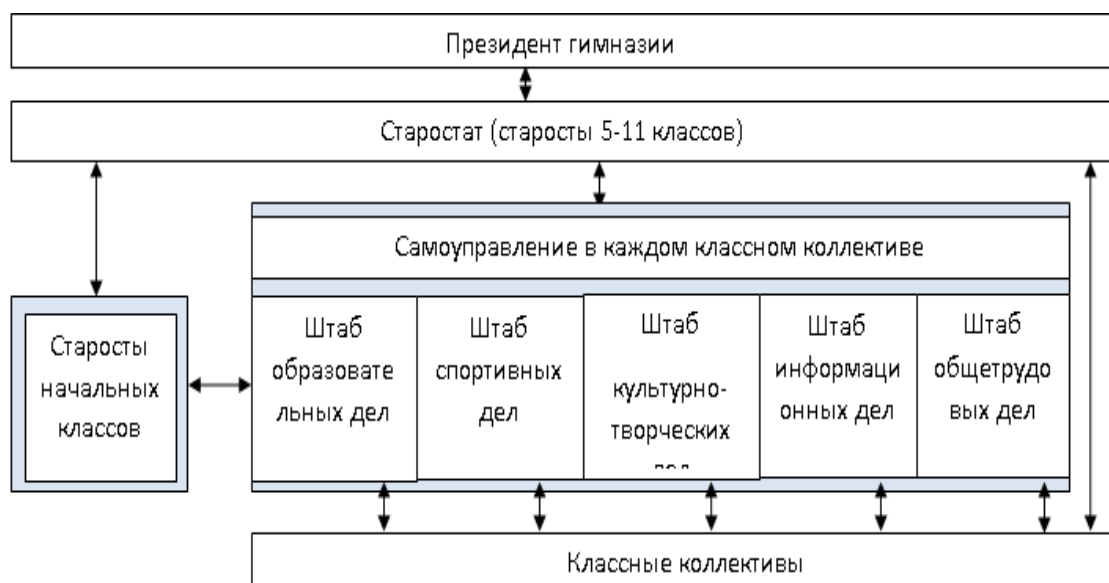 Президент гимназии
Старостат (старосты 5-11 классов)
Самоуправление в каждом классном коллективе
Старосты
начальных
классов
Штаб
образовате
льных дел
Штаб
спортивных
дел
Штаб
культурно-
творческих
Штаб
информаци
онных дел
Штаб
общетрудо
вых дел
Классные коллективы